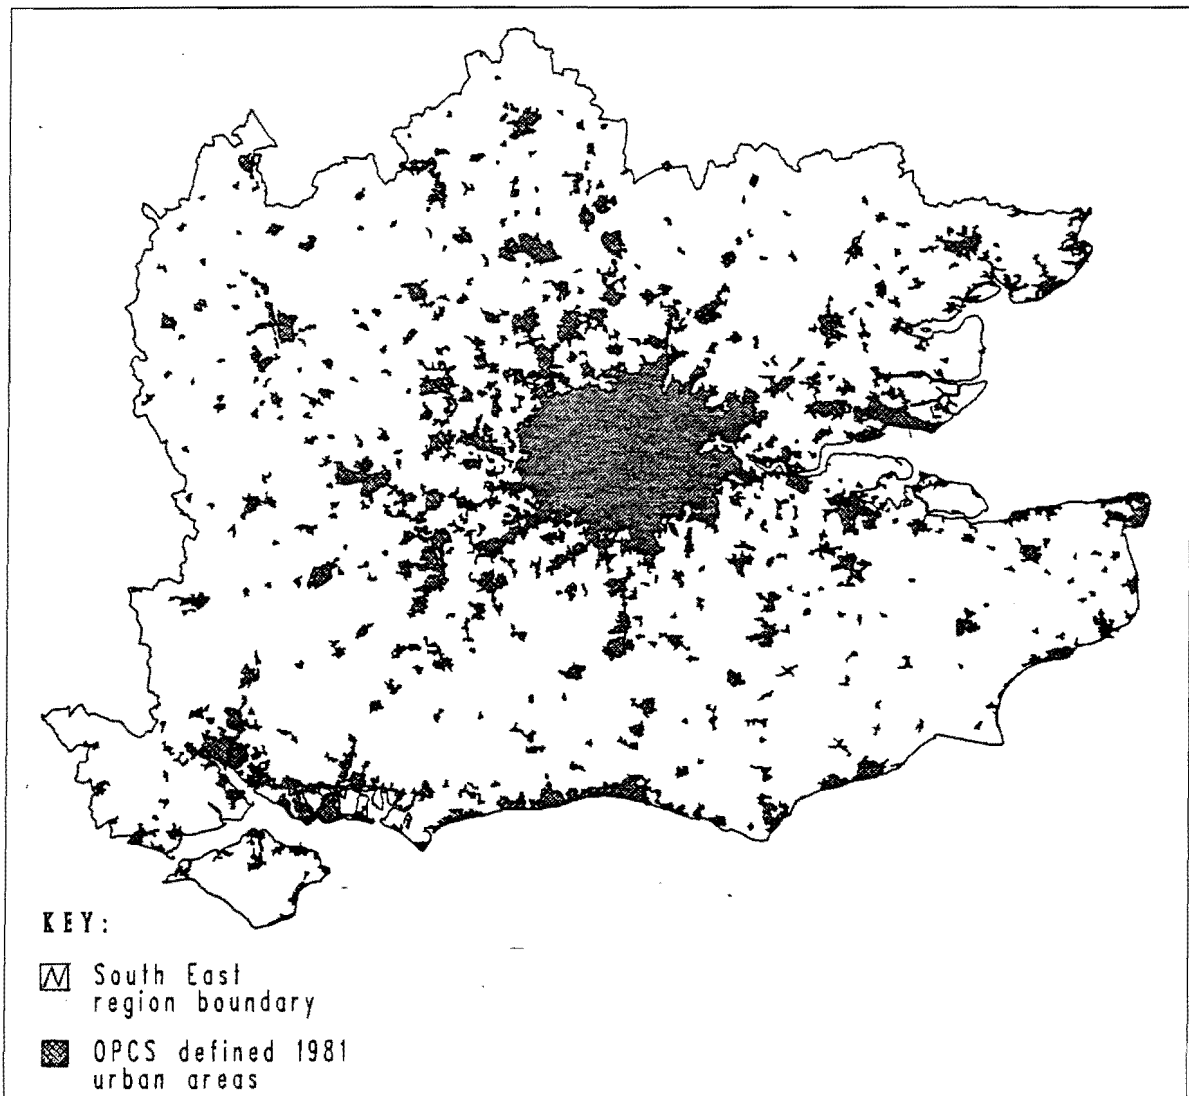 KEY:
South East
region boundary
OPCS defined 1981
urban areas